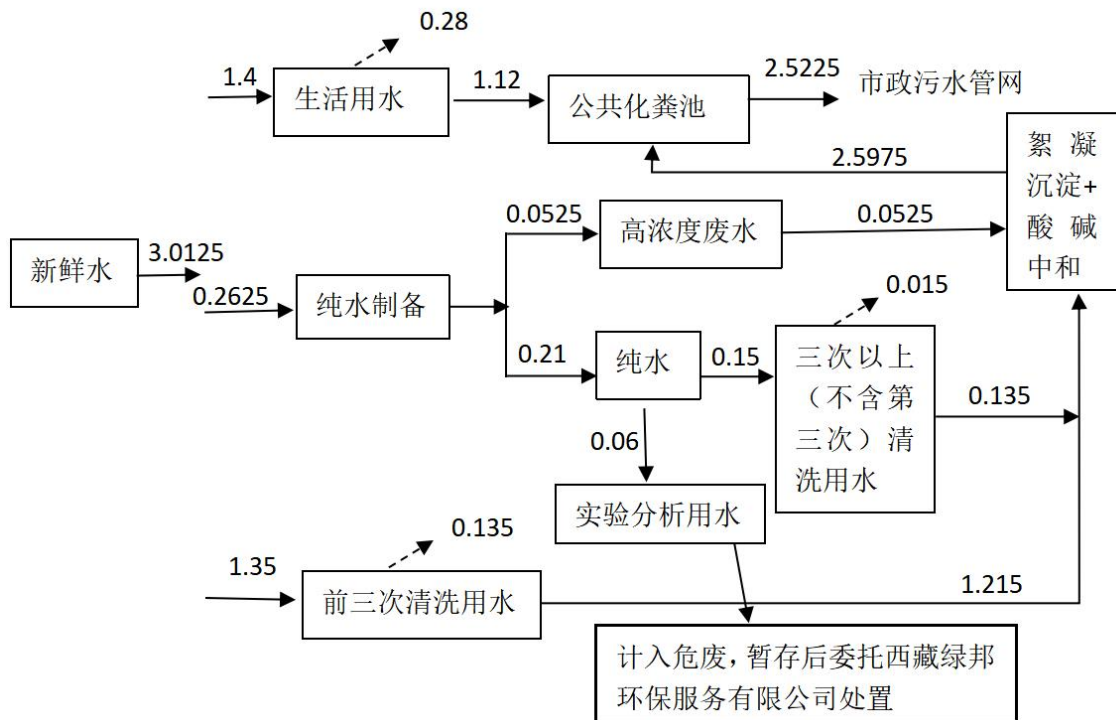 0.28
1.4
生活用水
1.12
公共化粪池
2.5225
市政污水管网
2.5975
絮凝
沉淀+
酸碱
中和
新鲜水
3.0125
0.2625
纯水制备
0.0525
高浓度废水
0.0525
0.21
纯水
0.15
0.015
三次以上
（不含第
三次）清
洗用水
0.135
0.06
实验分析用水
1.35
0.135
前三次清洗用水
1.215
计入危废，暂存后委托西藏绿邦
环保服务有限公司处置